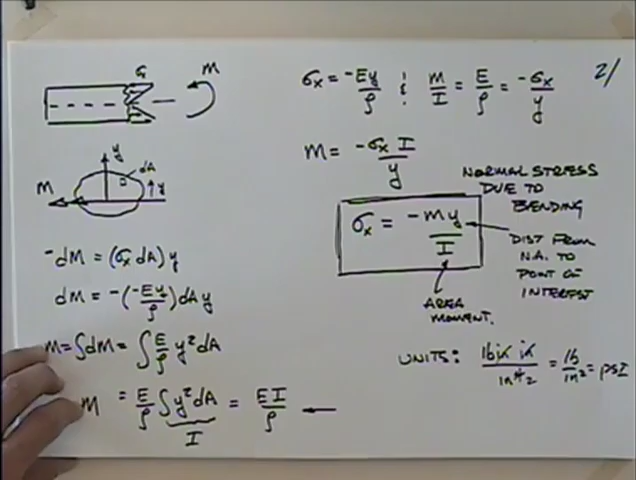 2/
σx = -Ey/ρ ; M/I = E/ρ = -σx/y
M
y
dA
y
M
M = -σx I/y
NORMAL STRESS
DUE TO
BENDING
σx = -My/I
DIST FROM
N.A. TO
POINT OF
INTEREST
AREA
MOMENT.
-dM = (σx dA) y
dM = -(-Ey/ρ) dA y
M = ∫dM = ∫ E/ρ y² dA
M = E/ρ ∫y² dA = EI/ρ
I
UNITS: lb in in/in⁴2 = lb/in² = psi